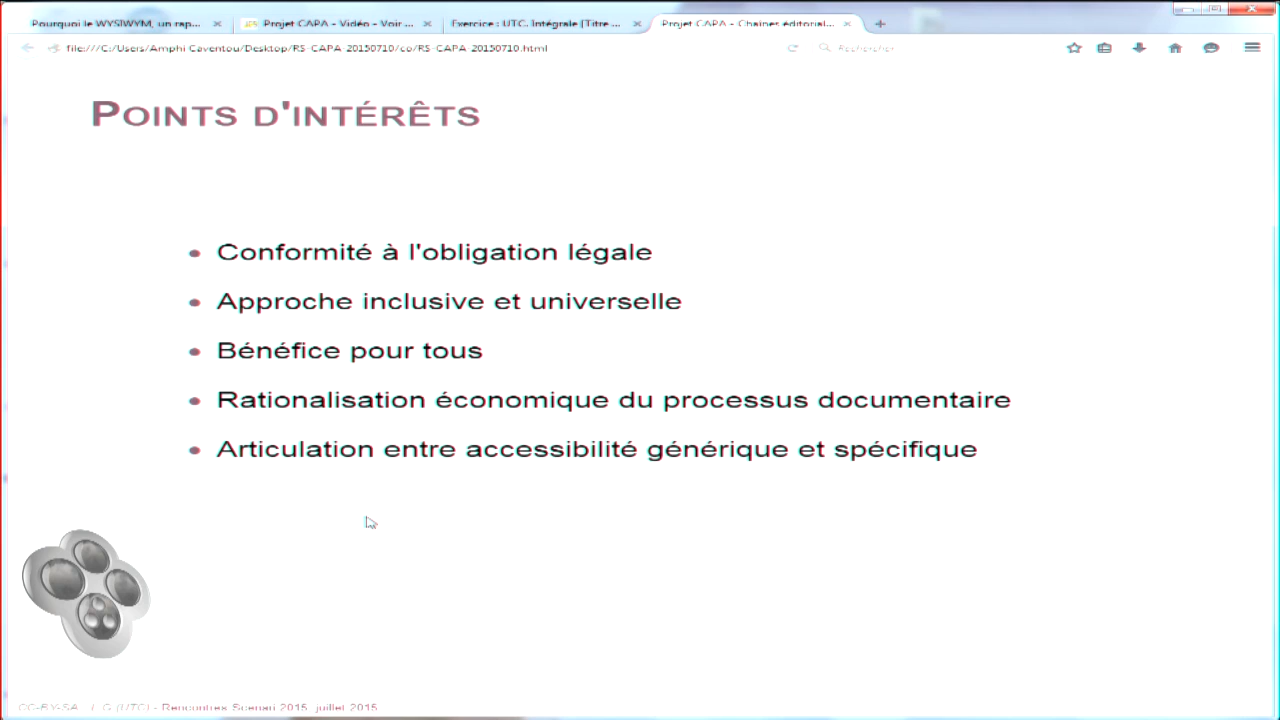 Pourquoi le WYSIWYM, un rap... Projet CAPA - Vidéo - Voir ... Exercice : UTC. Intégrale [Titre ... Projet CAPA - Chaînes éditorial...
file:///C:/Users/Amphi Caventou/Desktop/RS-CAPA-20150710/co/RS-CAPA-20150710.html Rechercher
POINTS D'INTÉRÊTS
Conformité à l'obligation légale
Approche inclusive et universelle
Bénéfice pour tous
Rationalisation économique du processus documentaire
Articulation entre accessibilité générique et spécifique
CC-BY-SA (UTC) - Rencontres Scenari 2015, juillet 2015